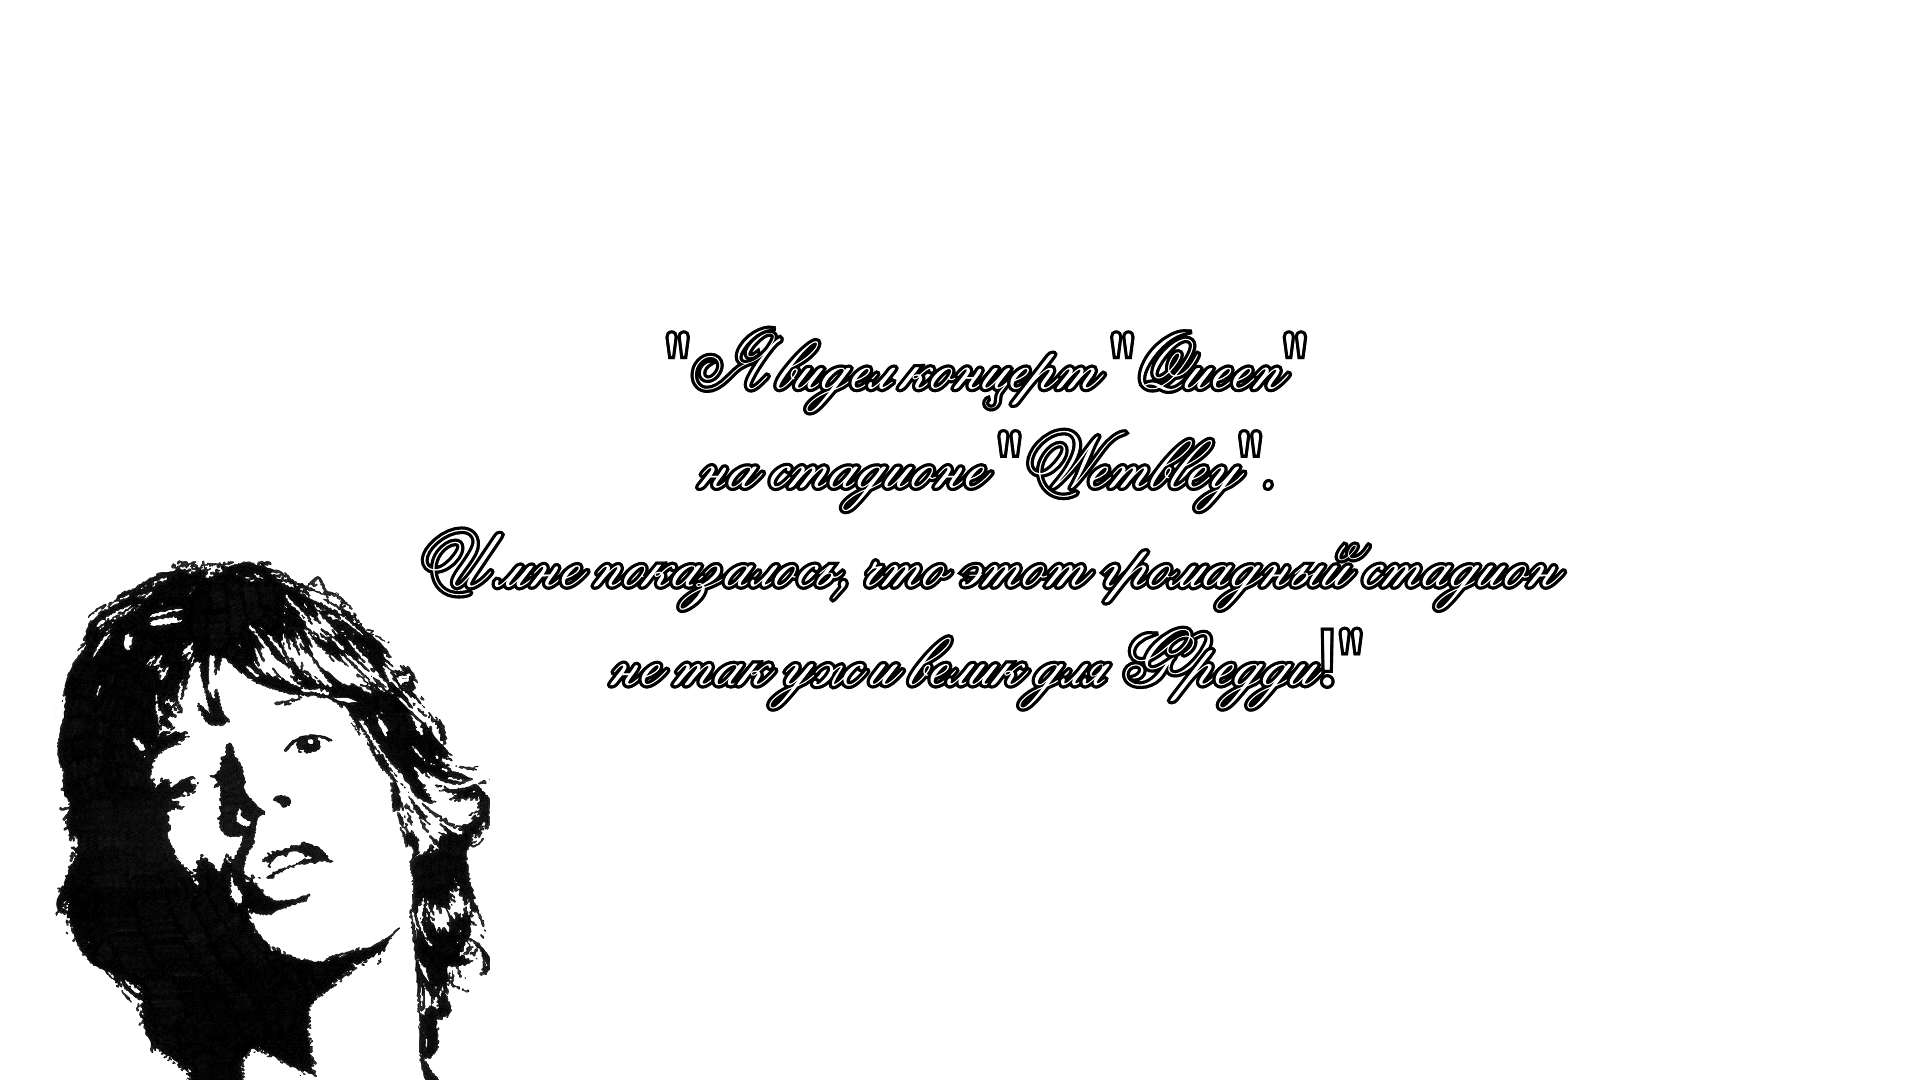 "Я видел концерт "Queen"
на стадионе "Wembley".
И мне показалось, что этот громадный стадион
не так уж и велик для Фредди!"